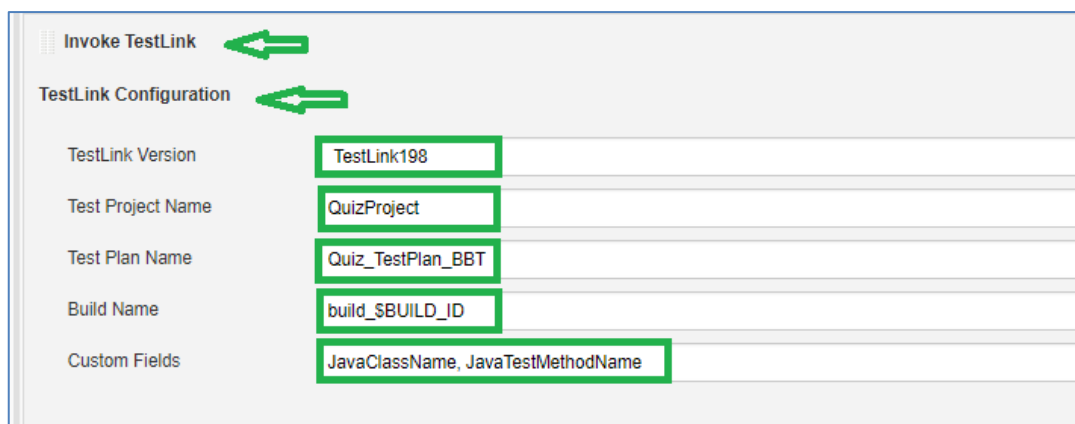 Invoke TestLink
TestLink Configuration
TestLink Version TestLink198
Test Project Name QuizProject
Test Plan Name Quiz_TestPlan_BBT
Build Name build_$BUILD_ID
Custom Fields JavaClassName, JavaTestMethodName